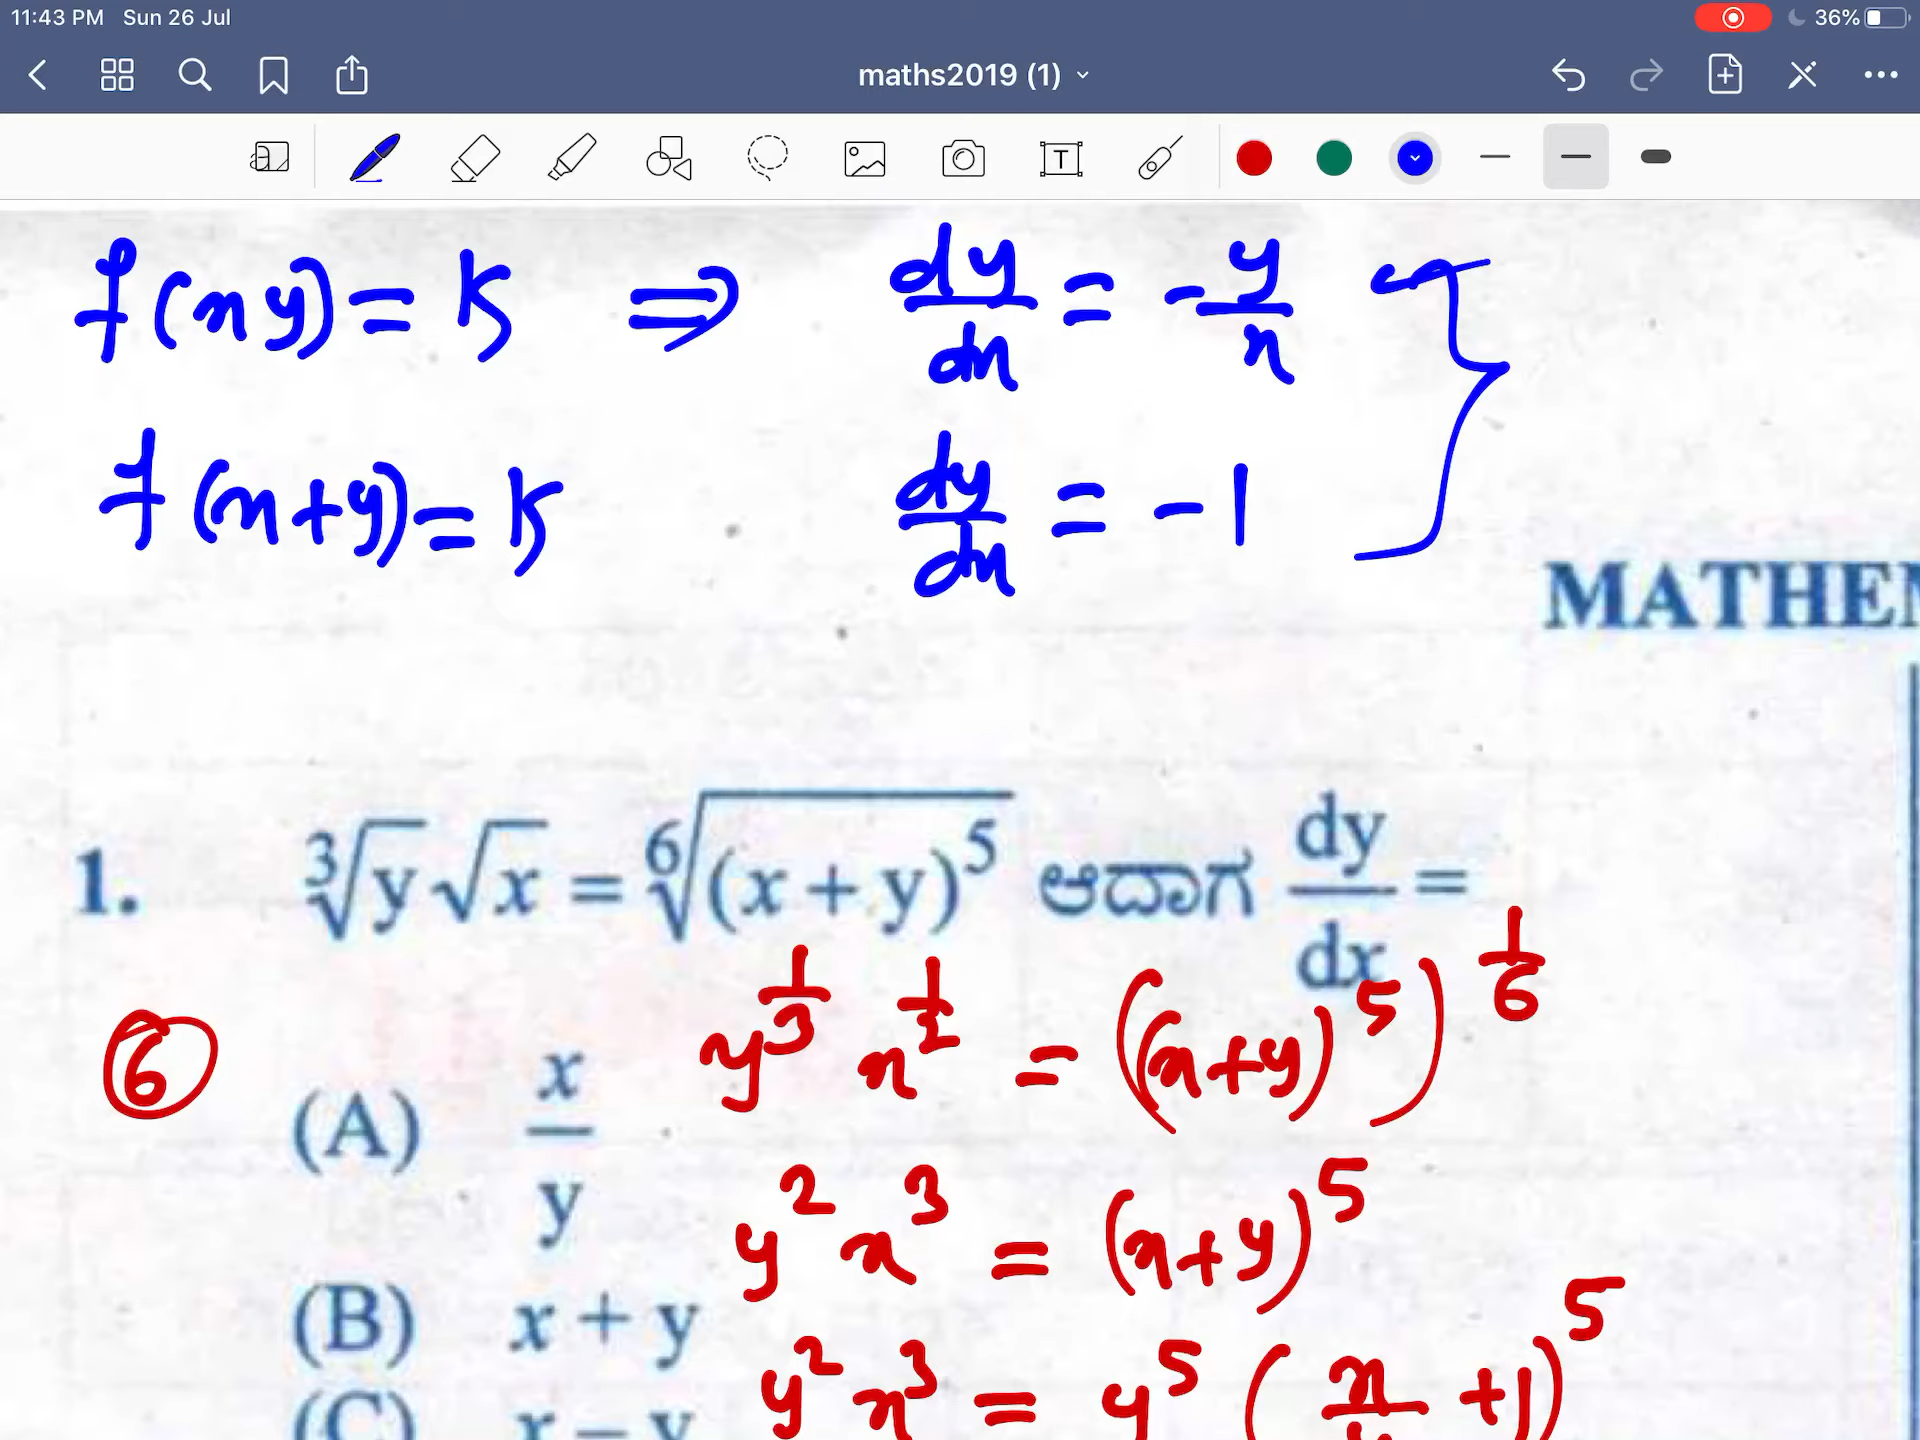 11:43 PM Sun 26 Jul 36%
maths2019 (1)
f(xy) = k ⇒ dy/dx = -y/x
f(x+y) = k dy/dx = -1
MATHEM
1. ∛y √x = ⁶√(x + y)⁵ ಆದಾಗ dy/dx =
y^(1/3) x^(1/2) = ((x+y)^5)^(1/6)
6
(A) x/y
y² x³ = (x+y)⁵
(B) x + y
y² x³ = y⁵ (x/y + 1)⁵
(C) x − y